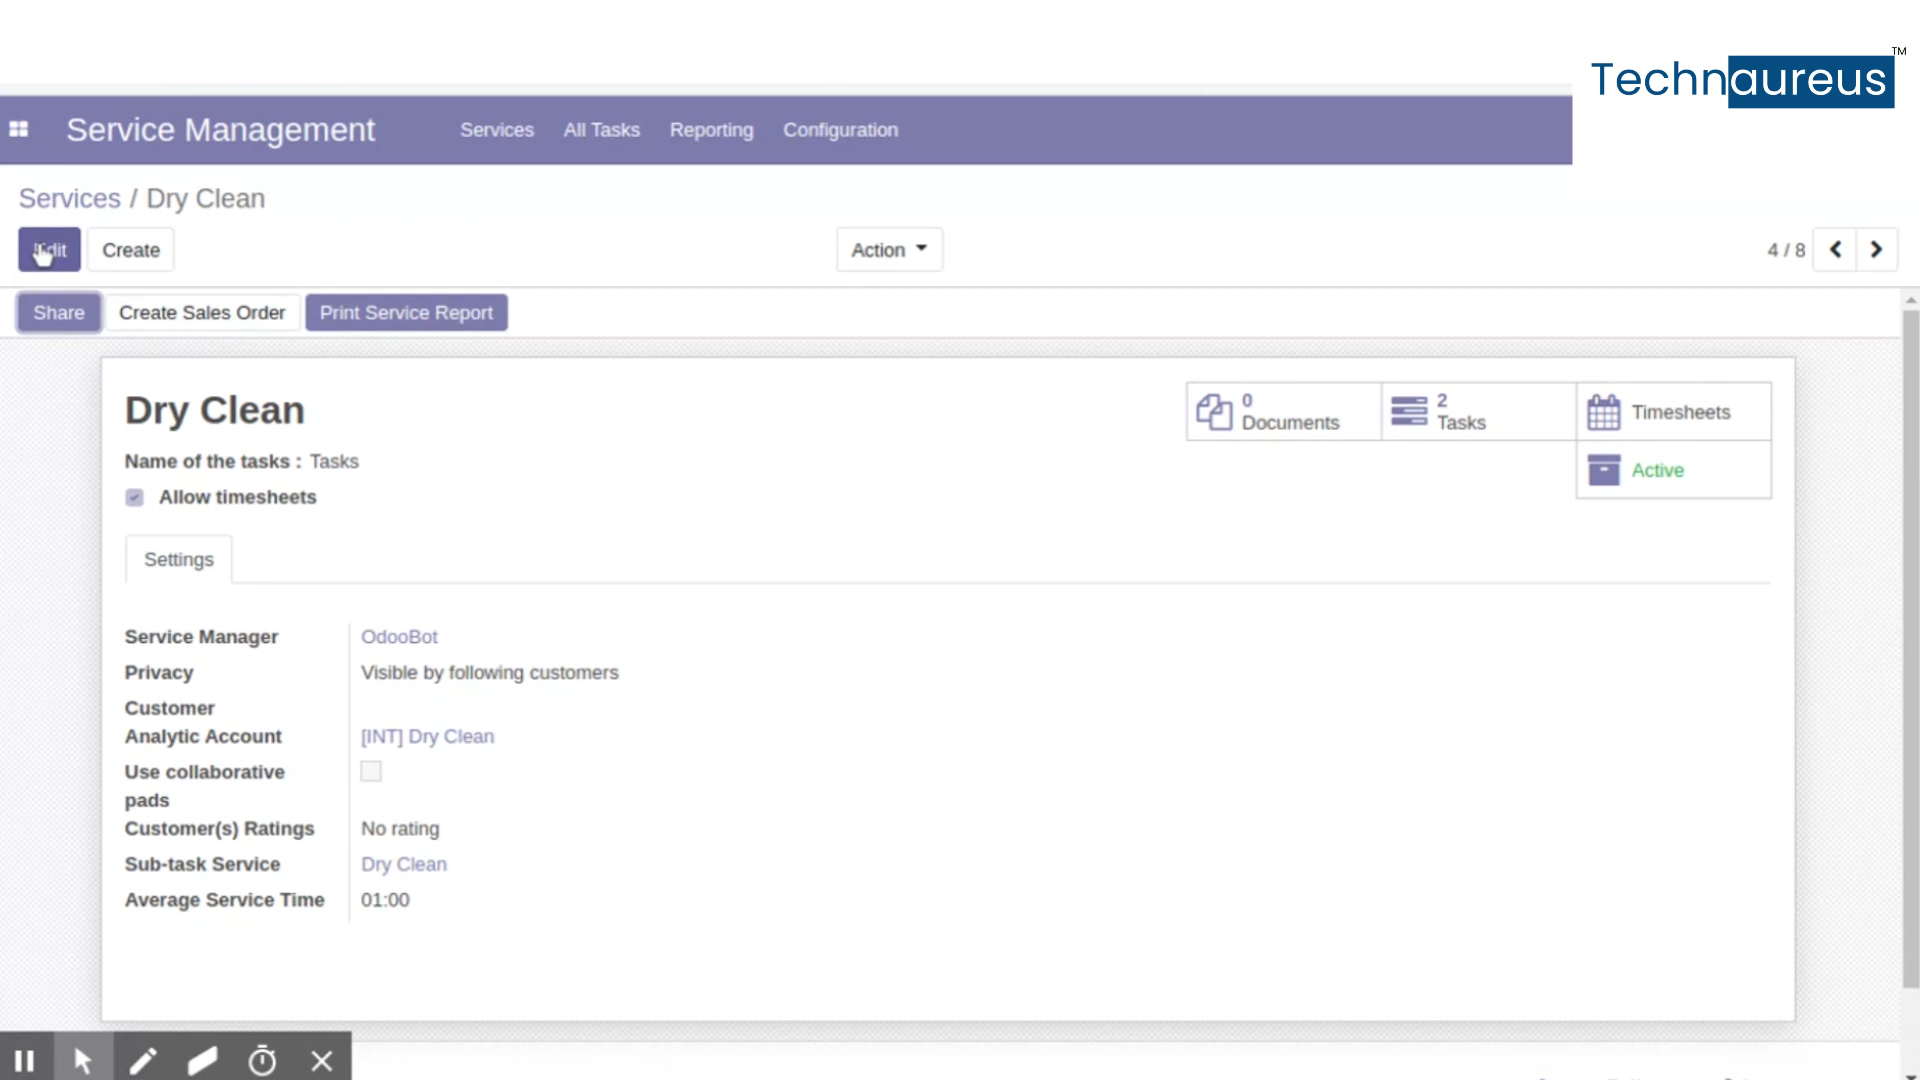 Technaureus
TM
Service Management
Services
All Tasks
Reporting
Configuration
Services / Dry Clean
Edit
Create
Action
4 / 8
Share
Create Sales Order
Print Service Report
Dry Clean
0
Documents
2
Tasks
Timesheets
Active
Name of the tasks : Tasks
Allow timesheets
Settings
Service Manager
OdooBot
Privacy
Visible by following customers
Customer
Analytic Account
[INT] Dry Clean
Use collaborative
pads
Customer(s) Ratings
No rating
Sub-task Service
Dry Clean
Average Service Time
01:00